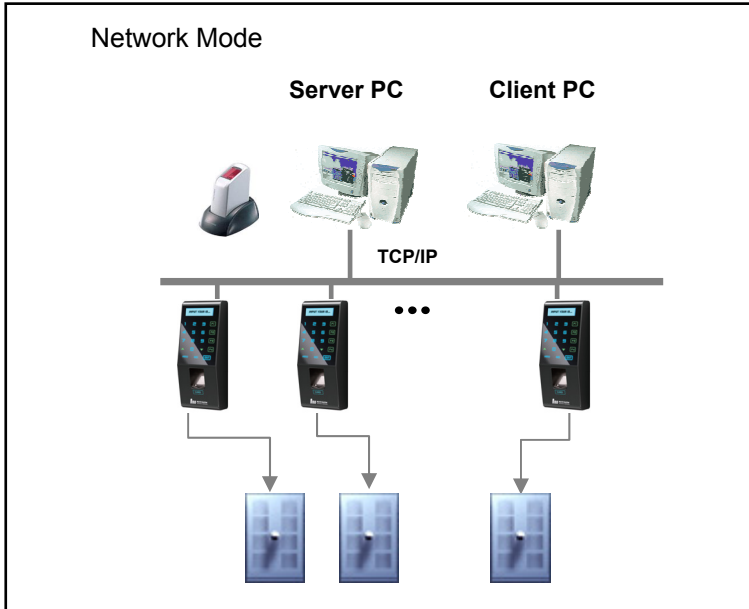 Network Mode
Server PC
Client PC
TCP/IP
•••